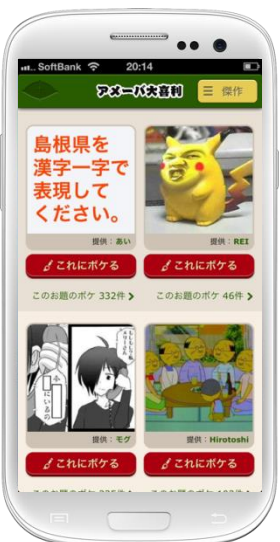 SoftBank 20:14
アメーバ大喜利
傑作
島根県を
漢字一字で
表現して
ください。
提供：あい
提供：REI
これにボケる
これにボケる
このお題のボケ 332件
このお題のボケ 46件
提供：モグ
提供：Hirotoshi
これにボケる
これにボケる